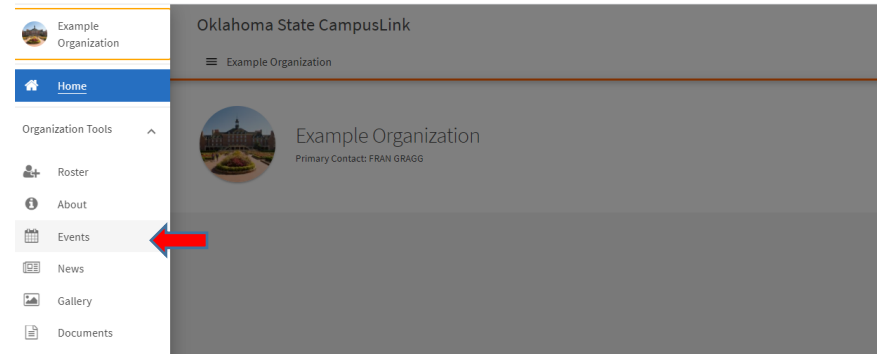 Example
Organization
Home
Organization Tools
Roster
About
Events
News
Gallery
Documents
Oklahoma State CampusLink
Example Organization
Example Organization
Primary Contact: FRAN GRAGG